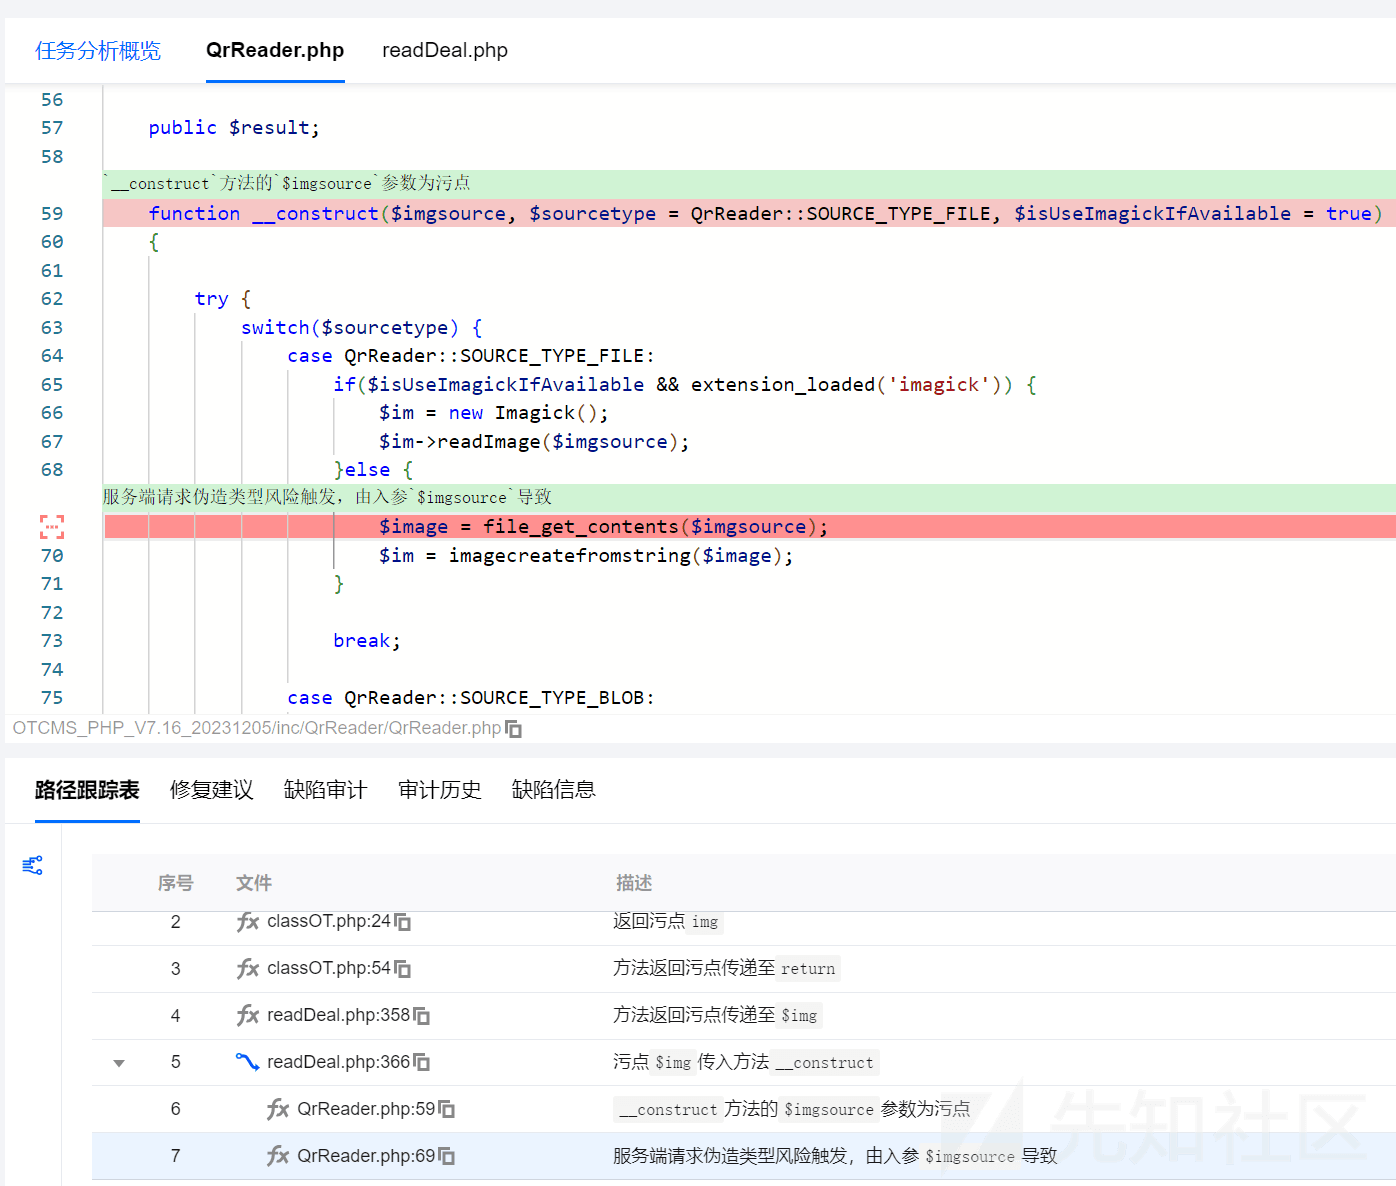 任务分析概览 QrReader.php readDeal.php
56
57 public $result;
58
`__construct`方法的`$imgsource`参数为污点
59 function __construct($imgsource, $sourcetype = QrReader::SOURCE_TYPE_FILE, $isUseImagickIfAvailable = true)
60 {
61
62 try {
63 switch($sourcetype) {
64 case QrReader::SOURCE_TYPE_FILE:
65 if($isUseImagickIfAvailable && extension_loaded('imagick')) {
66 $im = new Imagick();
67 $im->readImage($imgsource);
68 }else {
服务端请求伪造类型风险触发，由入参`$imgsource`导致
$image = file_get_contents($imgsource);
70 $im = imagecreatefromstring($image);
71 }
72
73 break;
74
75 case QrReader::SOURCE_TYPE_BLOB:
OTCMS_PHP_V7.16_20231205/inc/QrReader/QrReader.php
路径跟踪表 修复建议 缺陷审计 审计历史 缺陷信息
序号 文件 描述
2 fx classOT.php:24 返回污点 img
3 fx classOT.php:54 方法返回污点传递至 return
4 fx readDeal.php:358 方法返回污点传递至 $img
5 readDeal.php:366 污点 $img 传入方法 __construct
6 fx QrReader.php:59 __construct 方法的 $imgsource 参数为污点
7 fx QrReader.php:69 服务端请求伪造类型风险触发，由入参 $imgsource 导致
先知社区